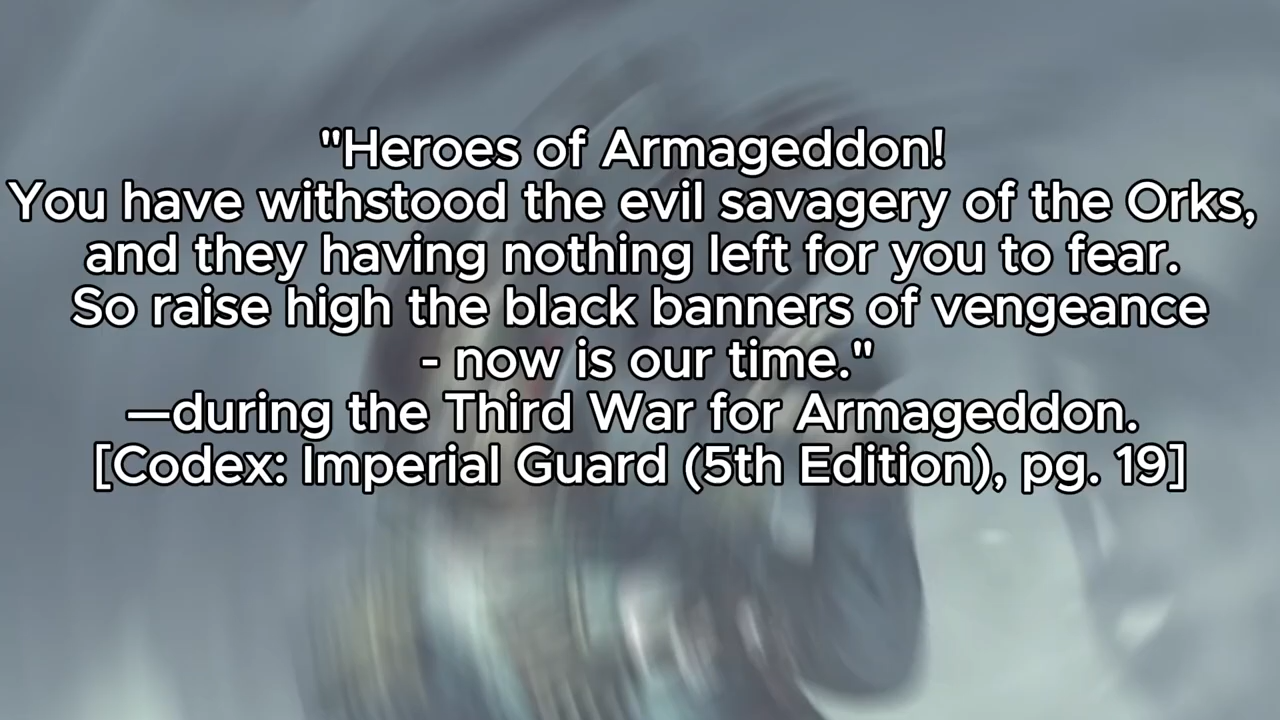 "Heroes of Armageddon!
You have withstood the evil savagery of the Orks,
and they having nothing left for you to fear.
So raise high the black banners of vengeance
- now is our time."
—during the Third War for Armageddon.
[Codex: Imperial Guard (5th Edition), pg. 19]